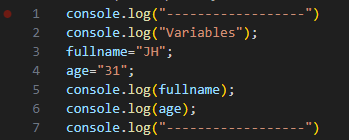 1 console.log("------------------")
2 console.log("Variables");
3 fullname="JH";
4 age="31";
5 console.log(fullname);
6 console.log(age);
7 console.log("-----------------")